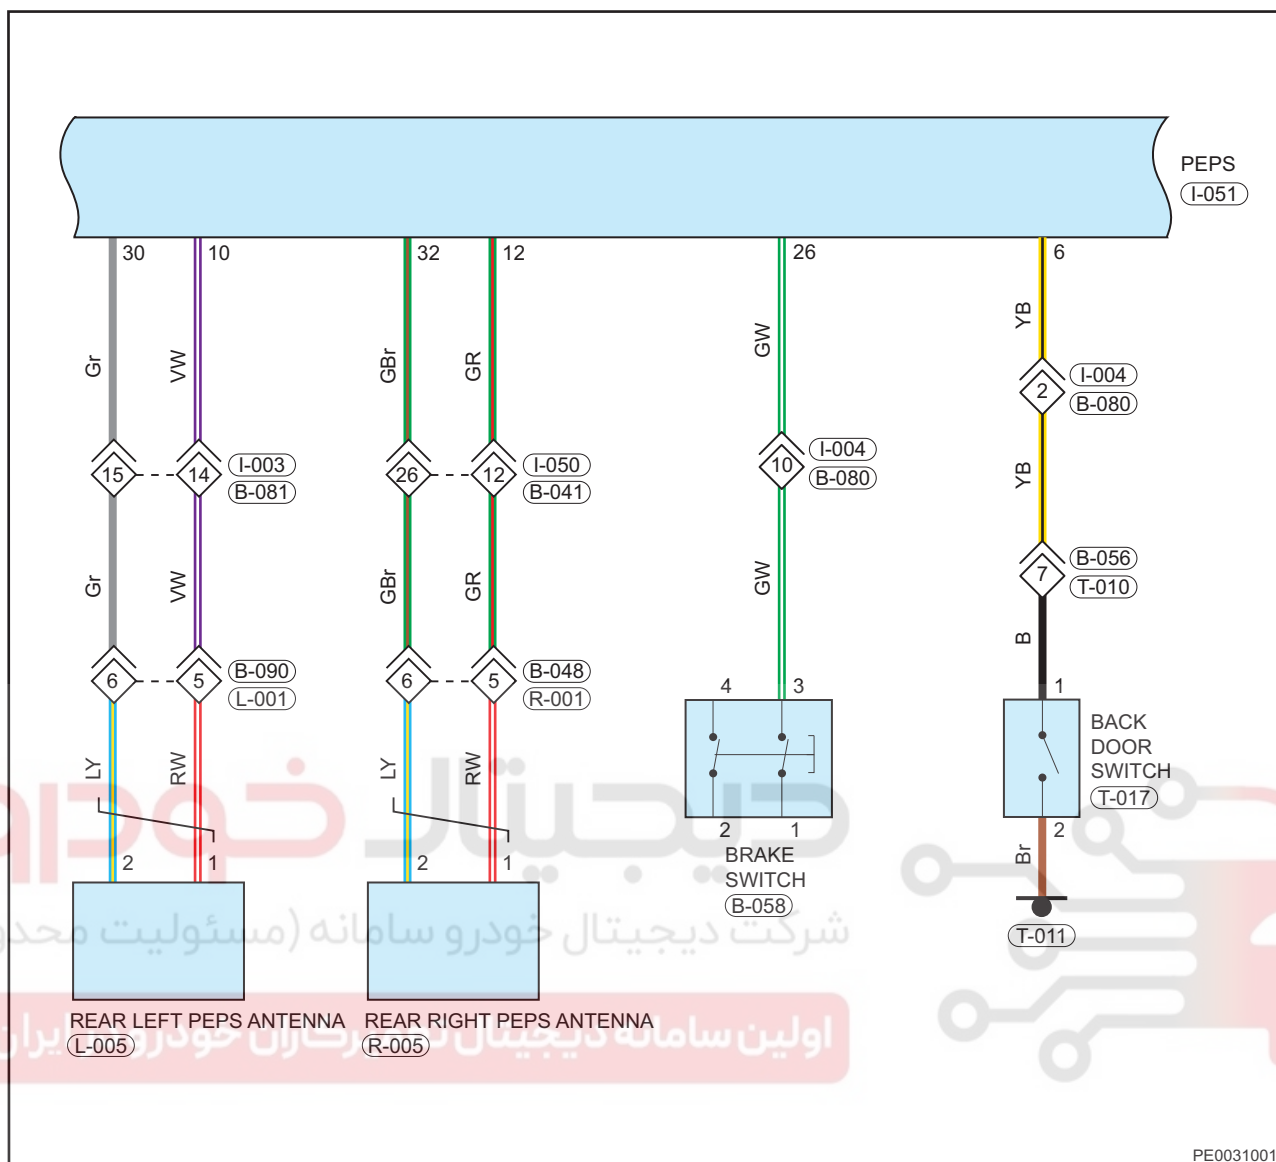 PEPS
I-051
30 10 32 12 26 6
Gr VW GBr GR GW YB
2 I-004
B-080
15 14 I-003
B-081
26 12 I-050
B-041
10 I-004
B-080
YB
7 B-056
T-010
Gr VW GBr GR GW B
6 5 B-090
L-001
6 5 B-048
R-001
4 3
1
LY RW LY RW
2 1 2 1
2 1
BRAKE
SWITCH
B-058
BACK
DOOR
SWITCH
T-017
2
Br
T-011
REAR LEFT PEPS ANTENNA
L-005
REAR RIGHT PEPS ANTENNA
R-005
دیجیتال خودرو
شرکت دیجیتال خودرو سامانه (مسئولیت
اولین سامانه دیجیتال تعمیرکاران خودرو
PE0031001